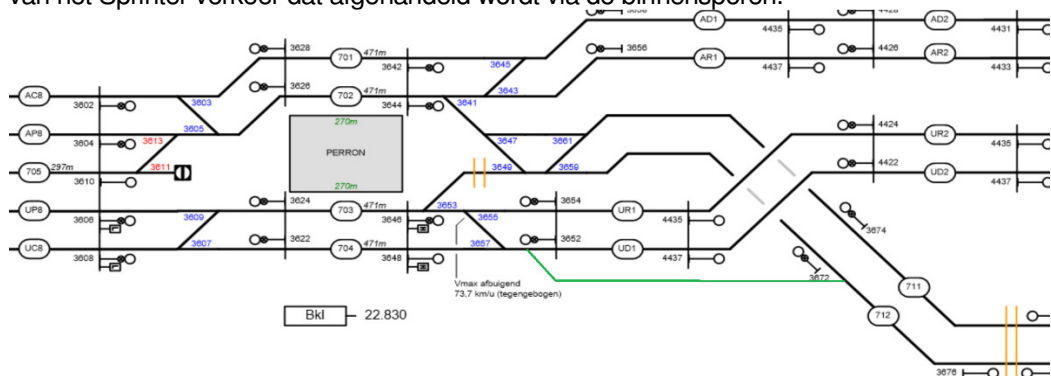 van het Sprinter verkeer dat afgehandeld wordt via de binnensporen.
AD1
4435
4428
AD2
4431
3628
701
471m
3642
3656
AR1
4437
4426
AR2
4433
3645
3643
3626
702
471m
3644
3641
AC8
3602
3603
AP8
3604
3605
3613
3611
705
297m
3610
270m
PERRON
270m
3647
3661
3649
3659
4424
UR2
4435
4422
UD2
4437
UP8
3606
3609
3624
703
471m
3646
3653
3655
3654
UR1
4435
UC8
3608
3607
3622
704
471m
3648
3657
3652
UD1
4437
3674
3672
711
Vmax afbuigend
73,7 km/u (tegengebogen)
Bkl
22.830
712
3676